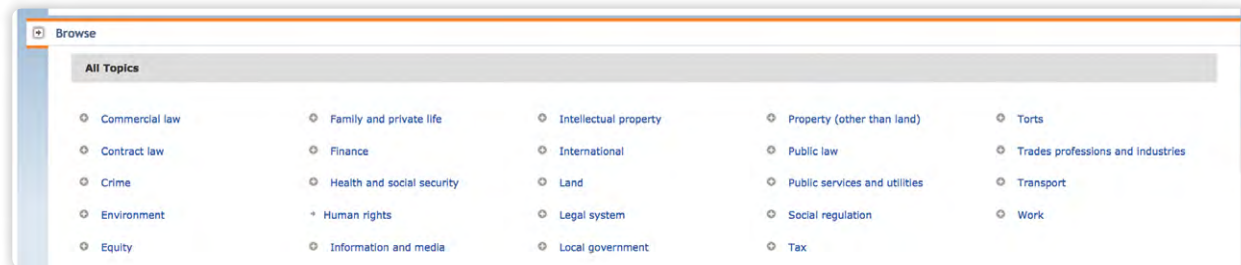 Browse
All Topics
Commercial law
Contract law
Crime
Environment
Equity
Family and private life
Finance
Health and social security
Human rights
Information and media
Intellectual property
International
Land
Legal system
Local government
Property (other than land)
Public law
Public services and utilities
Social regulation
Tax
Torts
Trades professions and industries
Transport
Work